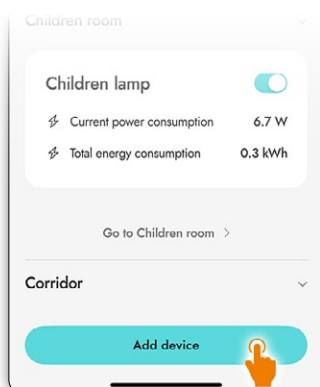 Children room
Children lamp
Current power consumption 6.7 W
Total energy consumption 0.3 kWh
Go to Children room >
Corridor
Add device